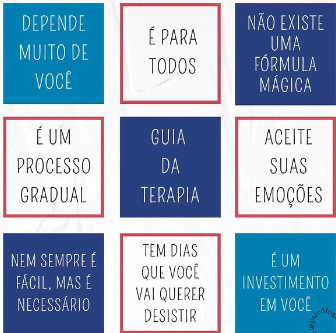 DEPENDE
MUITO DE
VOCÊ
É PARA
TODOS
NÃO EXISTE
UMA
FÓRMULA
MÁGICA
É UM
PROCESSO
GRADUAL
GUIA
DA
TERAPIA
ACEITE
SUAS
EMOÇÕES
NEM SEMPRE É
FÁCIL, MAS É
NECESSÁRIO
TEM DIAS
QUE VOCÊ
VAI QUERER
DESISTIR
É UM
INVESTIMENTO
EM VOCÊ